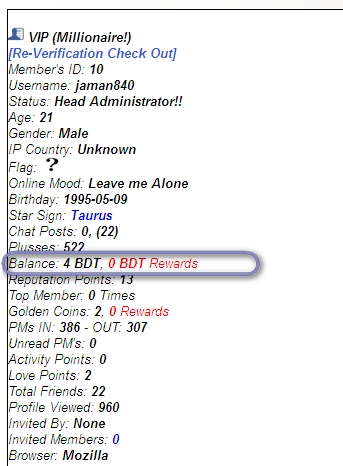 VIP (Millionaire!)
[Re-Verification Check Out]
Member's ID: 10
Username: jaman840
Status: Head Administrator!!
Age: 21
Gender: Male
IP Country: Unknown
Flag: ?
Online Mood: Leave me Alone
Birthday: 1995-05-09
Star Sign: Taurus
Chat Posts: 0, (22)
Plusses: 522
Balance: 4 BDT, 0 BDT Rewards
Reputation Points: 13
Top Member: 0 Times
Golden Coins: 2, 0 Rewards
PMs IN: 386 - OUT: 307
Unread PM's: 0
Activity Points: 0
Love Points: 2
Total Friends: 22
Profile Viewed: 960
Invited By: None
Invited Members: 0
Browser: Mozilla